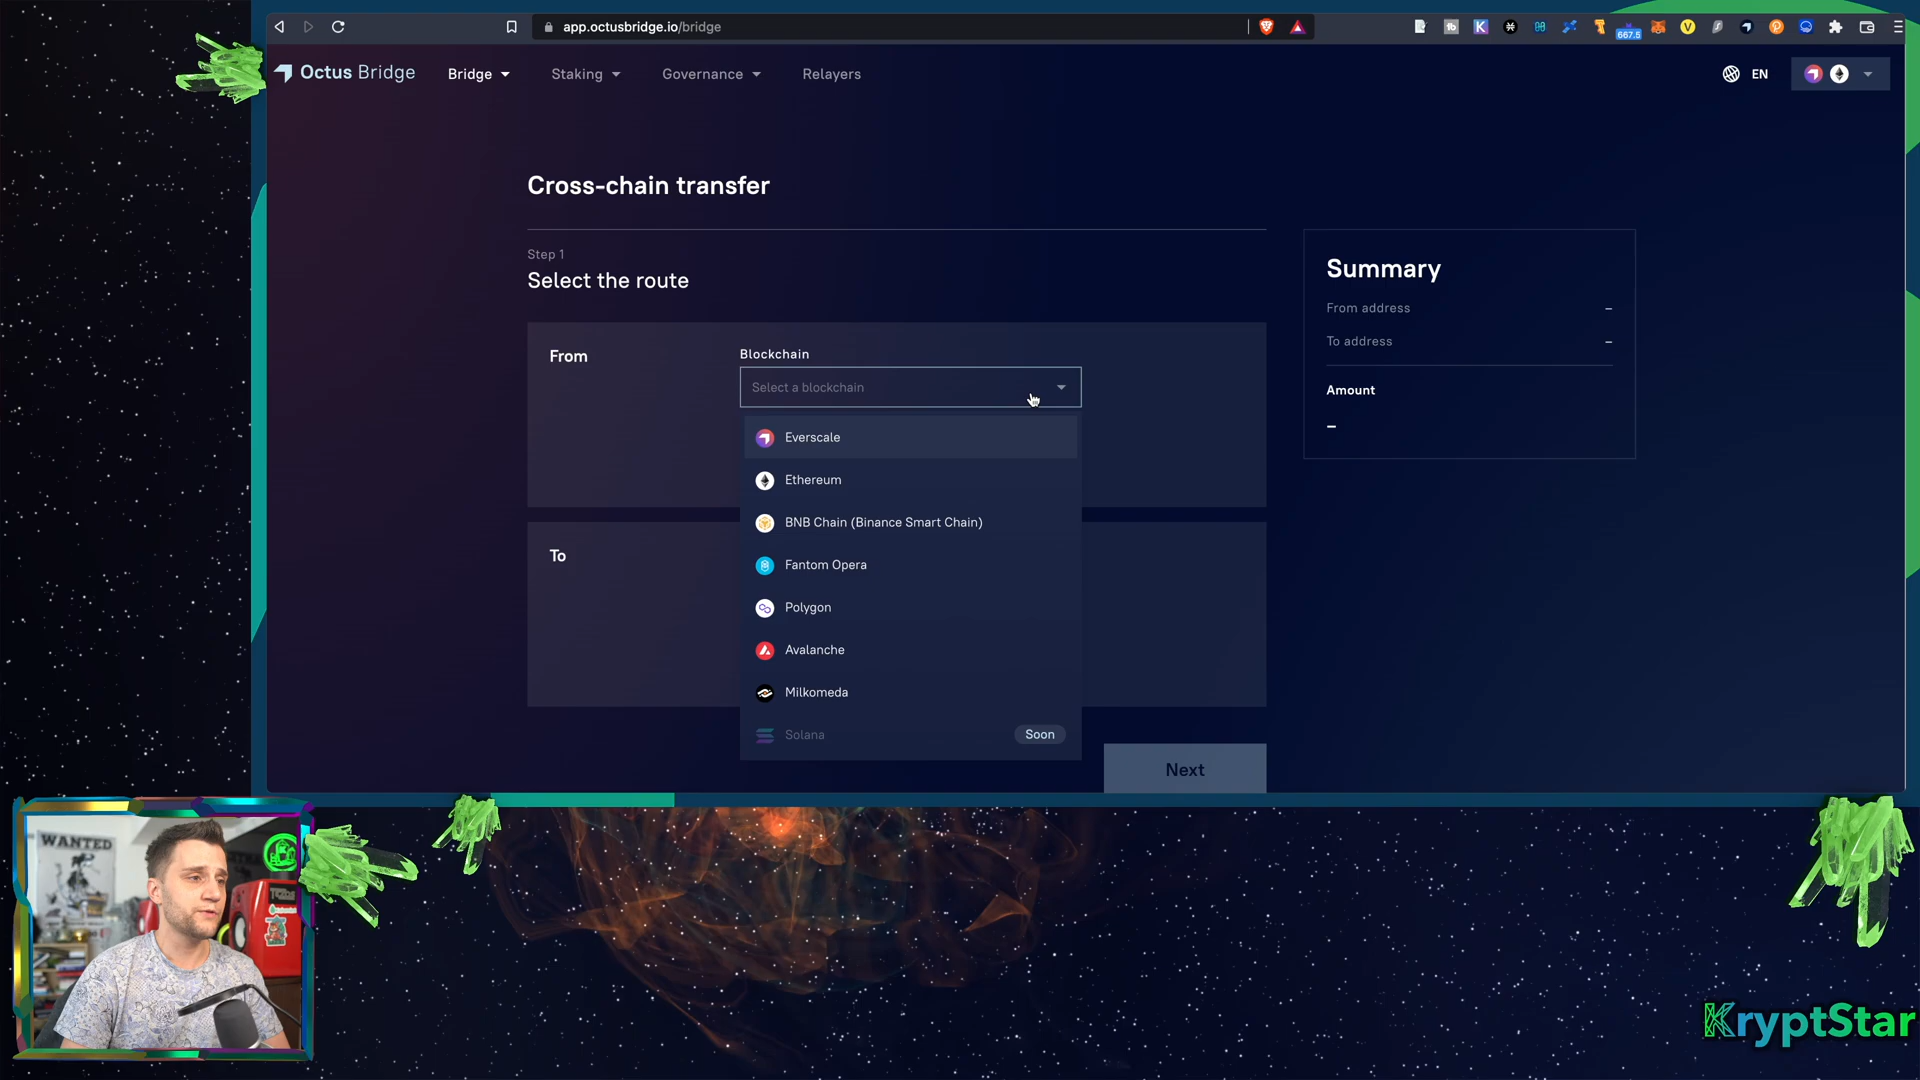 app.octusbridge.io/bridge
667.5
Octus Bridge
Bridge
Staking
Governance
Relayers
EN
Cross-chain transfer
Step 1
Select the route
From
Blockchain
Select a blockchain
Everscale
Ethereum
BNB Chain (Binance Smart Chain)
Fantom Opera
Polygon
Avalanche
Milkomeda
Solana
Soon
To
Next
Summary
From address
–
To address
–
Amount
–
WANTED
KryptStar